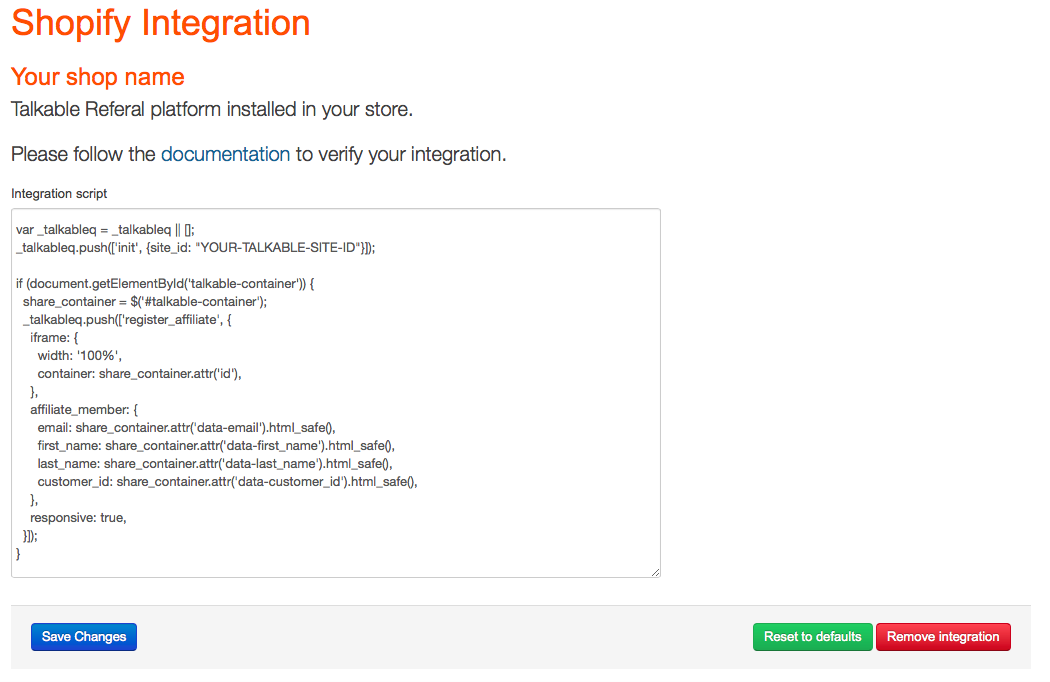 Shopify Integration
Your shop name
Talkable Referal platform installed in your store.
Please follow the documentation to verify your integration.
Integration script
var _talkableq = _talkableq || [];
_talkableq.push(['init', {site_id: "YOUR-TALKABLE-SITE-ID"}]);
if (document.getElementById('talkable-container')) {
share_container = $('#talkable-container');
_talkableq.push(['register_affiliate', {
iframe: {
width: '100%',
container: share_container.attr('id'),
},
affiliate_member: {
email: share_container.attr('data-email').html_safe(),
first_name: share_container.attr('data-first_name').html_safe(),
last_name: share_container.attr('data-last_name').html_safe(),
customer_id: share_container.attr('data-customer_id').html_safe(),
},
responsive: true,
}]);
}
Save Changes Reset to defaults Remove integration